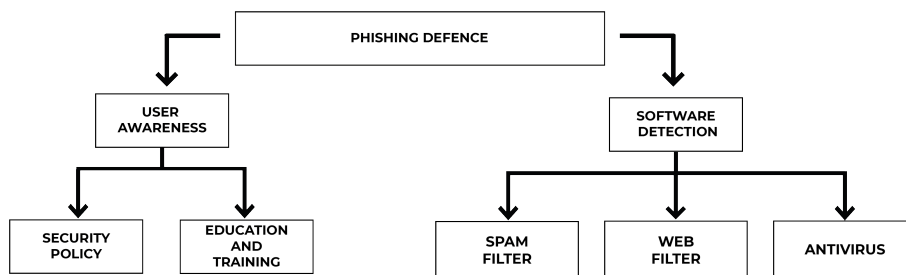 PHISHING DEFENCE
USER
AWARENESS
SOFTWARE
DETECTION
SECURITY
POLICY
EDUCATION
AND
TRAINING
SPAM
FILTER
WEB
FILTER
ANTIVIRUS